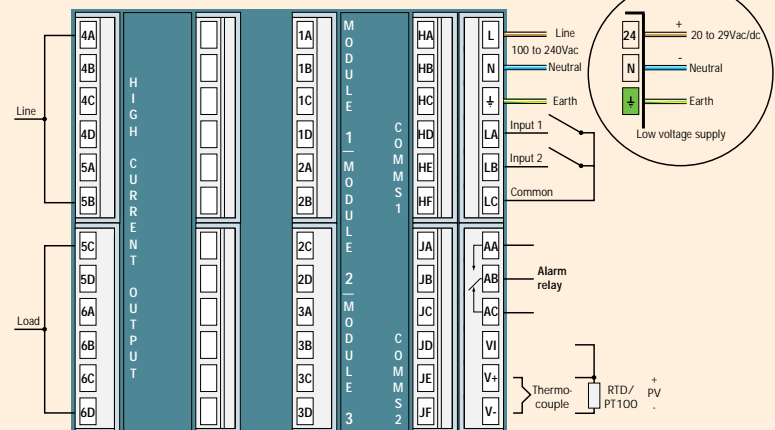 4A
4B
4C
4D
5A
5B
5C
5D
6A
6B
6C
6D
Line
Load
HIGH CURRENT OUTPUT
1A
1B
1C
1D
2A
2B
2C
2D
3A
3B
3C
3D
MODULE 1
MODULE 2
MODULE 3
COMMS1
COMMS2
HA
HB
HC
HD
HE
HF
JA
JB
JC
JD
JE
JF
L
N
LA
LB
LC
AA
AB
AC
VI
V+
V-
Line
100 to 240Vac
Neutral
Earth
Input 1
Input 2
Common
Alarm
relay
Thermo-
couple
RTD/
PT100
+
PV
-
24
N
+
20 to 29Vac/dc
-
Neutral
Earth
Low voltage supply